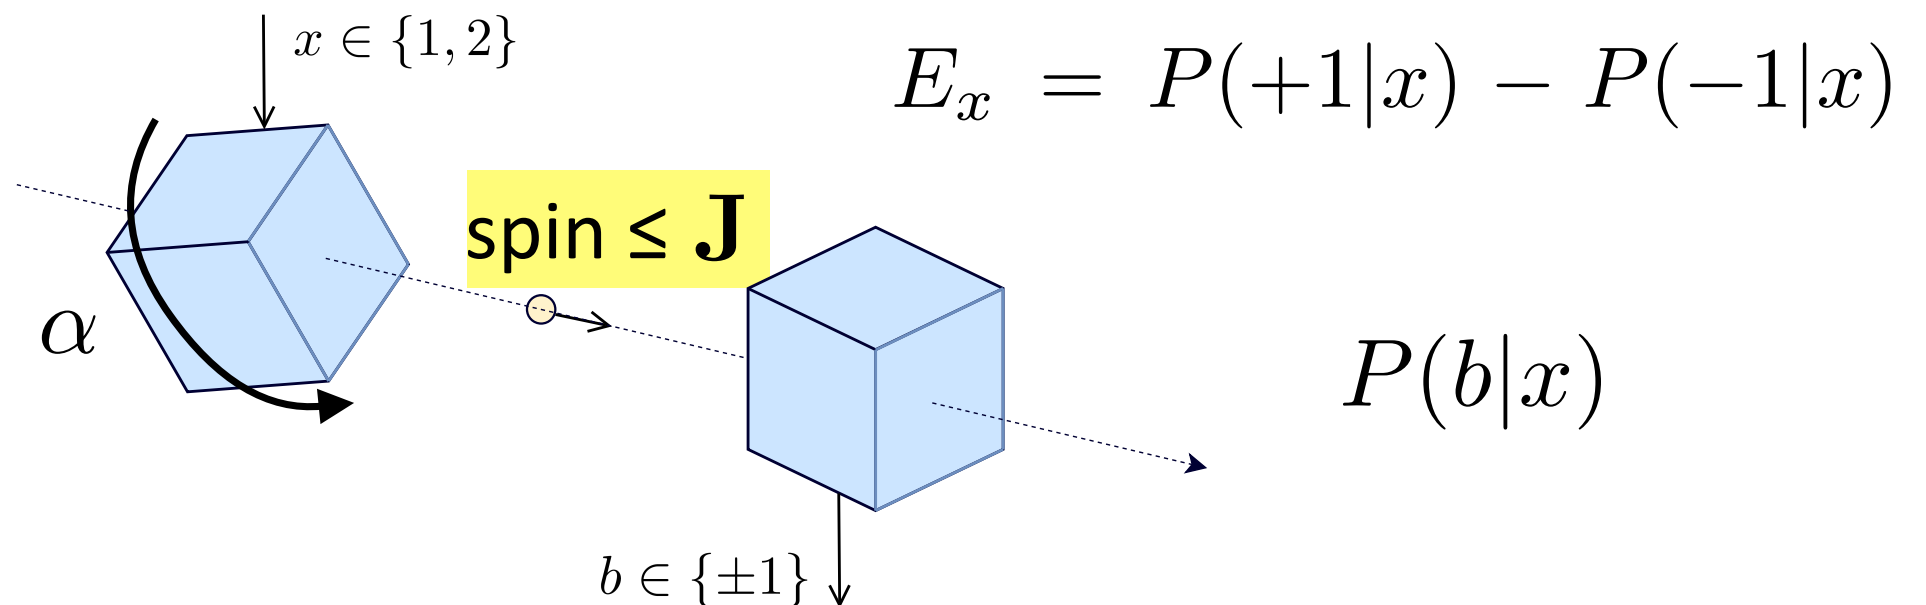 x ∈ {1, 2}
E_x = P(+1|x) − P(−1|x)
spin ≤ J
α
P(b|x)
b ∈ {±1}